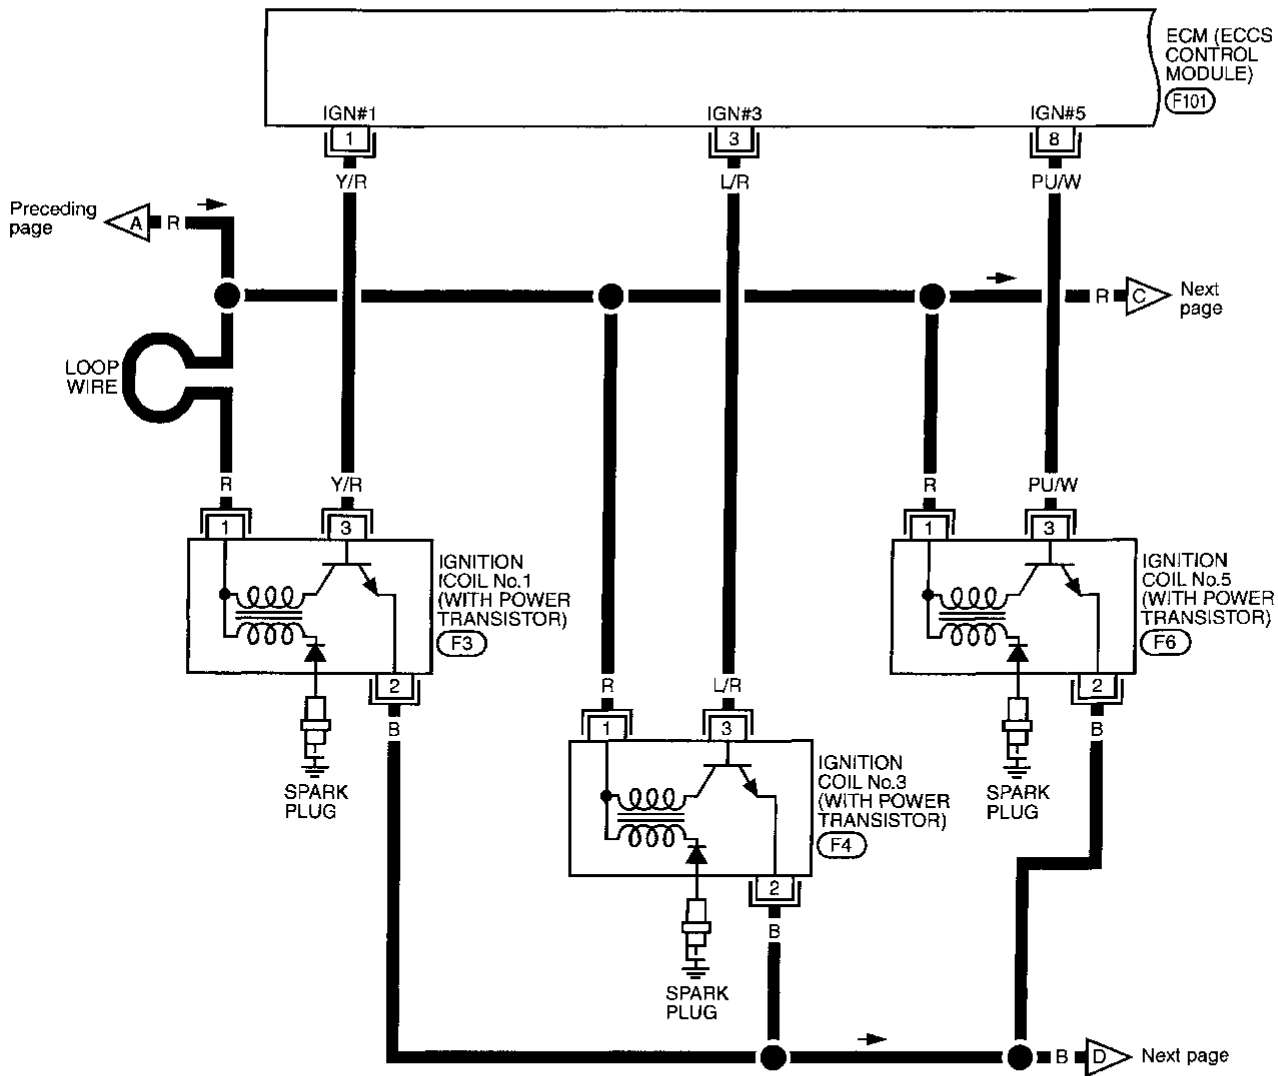 ECM (ECCS
CONTROL
MODULE)
F101
IGN#1
IGN#3
IGN#5
1
3
8
Y/R
L/R
PU/W
Preceding
page
A
R
R
C
Next
page
LOOP
WIRE
R
Y/R
R
PU/W
1
3
1
3
IGNITION
ICOIL No.1
(WITH POWER
TRANSISTOR)
F3
IGNITION
COIL No.5
(WITH POWER
TRANSISTOR)
F6
2
2
R
L/R
B
B
1
3
SPARK
PLUG
SPARK
PLUG
IGNITION
COIL No.3
(WITH POWER
TRANSISTOR)
F4
2
B
SPARK
PLUG
B
D
Next page